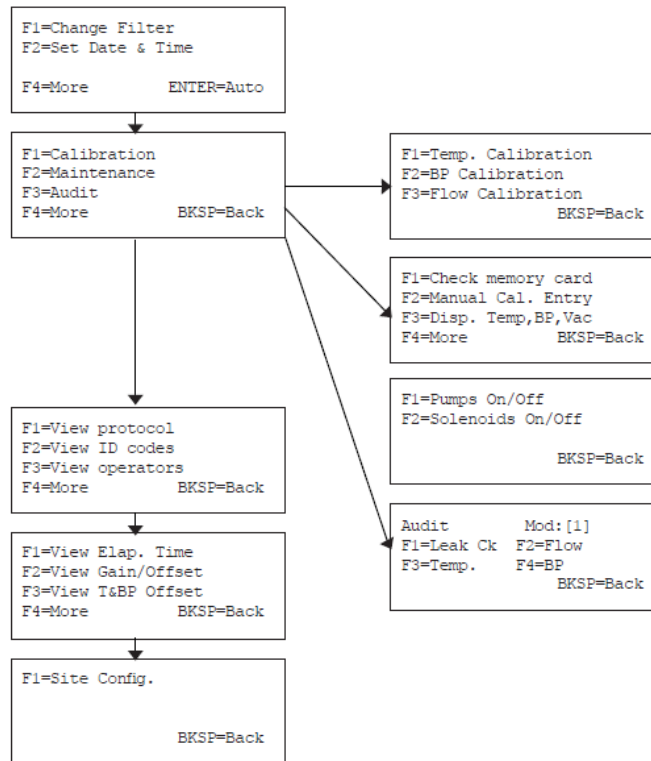 F1=Change Filter
F2=Set Date & Time
F4=More ENTER=Auto
F1=Calibration
F2=Maintenance
F3=Audit
F4=More BKSP=Back
F1=Temp. Calibration
F2=BP Calibration
F3=Flow Calibration
BKSP=Back
F1=Check memory card
F2=Manual Cal. Entry
F3=Disp. Temp,BP,Vac
F4=More BKSP=Back
F1=Pumps On/Off
F2=Solenoids On/Off
BKSP=Back
Audit Mod:[1]
F1=Leak Ck F2=Flow
F3=Temp. F4=BP
BKSP=Back
F1=View protocol
F2=View ID codes
F3=View operators
F4=More BKSP=Back
F1=View Elap. Time
F2=View Gain/Offset
F3=View T&BP Offset
F4=More BKSP=Back
F1=Site Config.
BKSP=Back